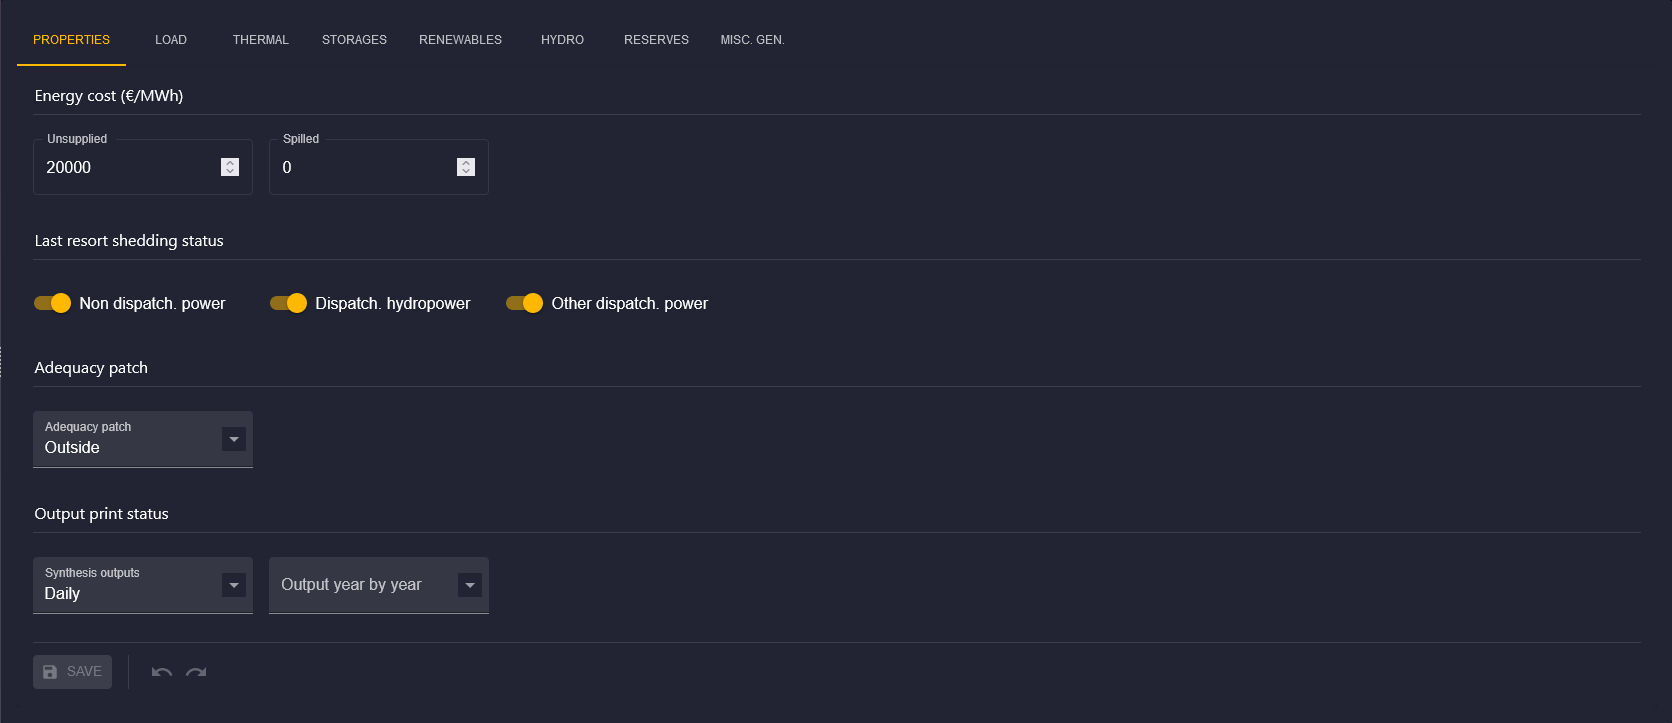 PROPERTIES LOAD THERMAL STORAGES RENEWABLES HYDRO RESERVES MISC. GEN.
Energy cost (€/MWh)
Unsupplied Spilled
20000 0
Last resort shedding status
Non dispatch. power Dispatch. hydropower Other dispatch. power
Adequacy patch
Adequacy patch
Outside
Output print status
Synthesis outputs
Daily Output year by year
SAVE